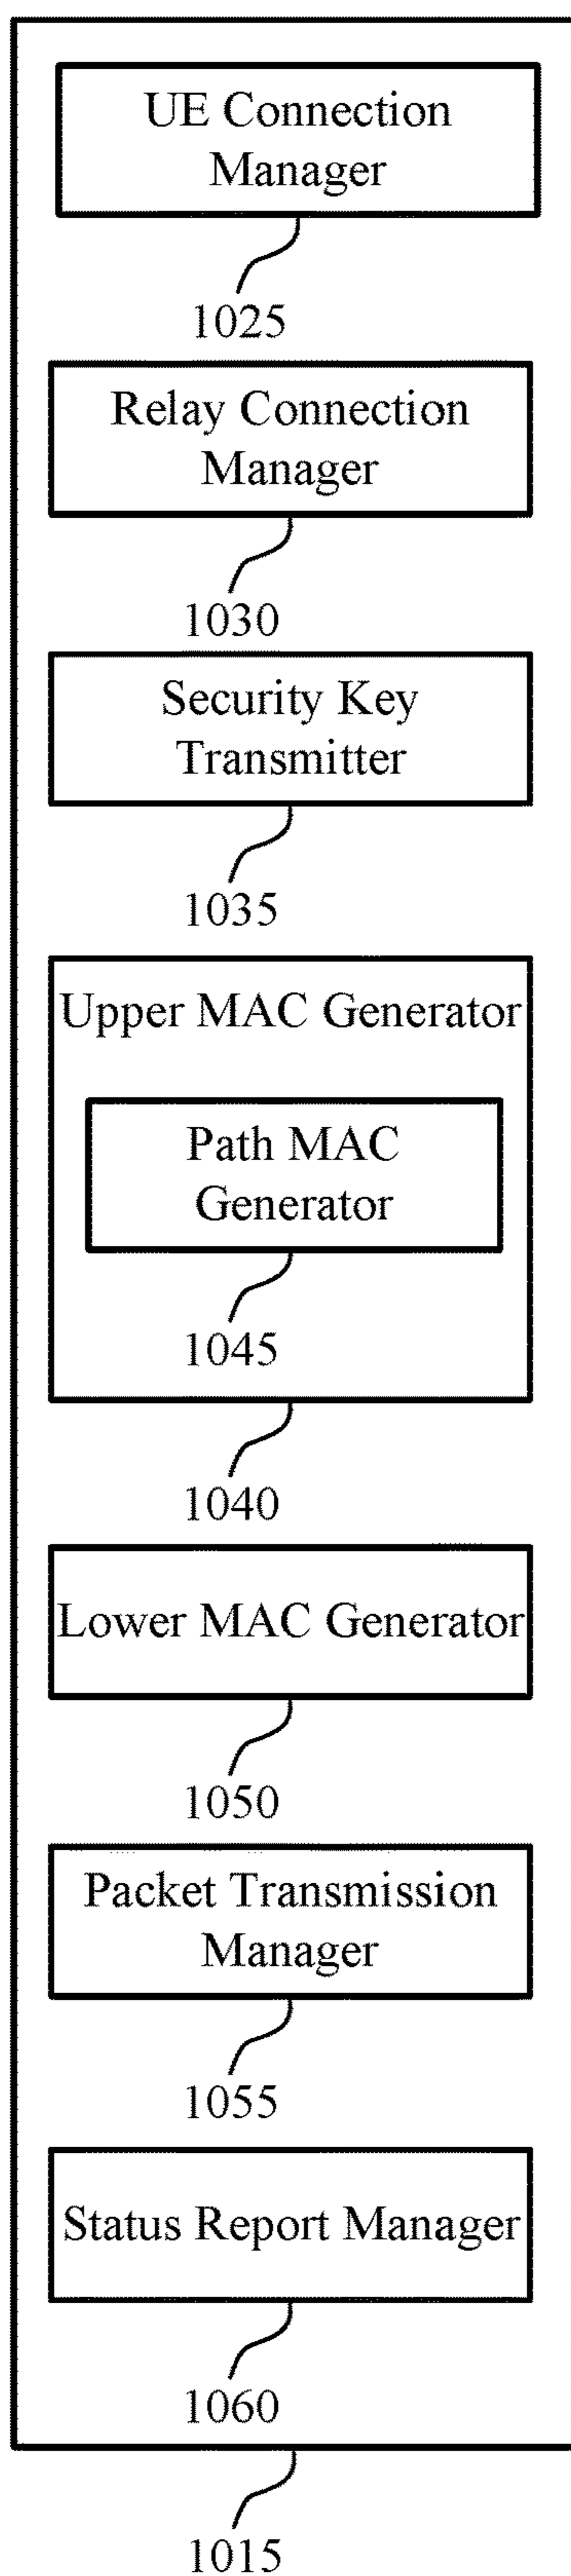 UE Connection
Manager
1025
Relay Connection
Manager
1030
Security Key
Transmitter
1035
Upper MAC Generator
Path MAC
Generator
1045
1040
Lower MAC Generator
1050
Packet Transmission
Manager
1055
Status Report Manager
1060
1015